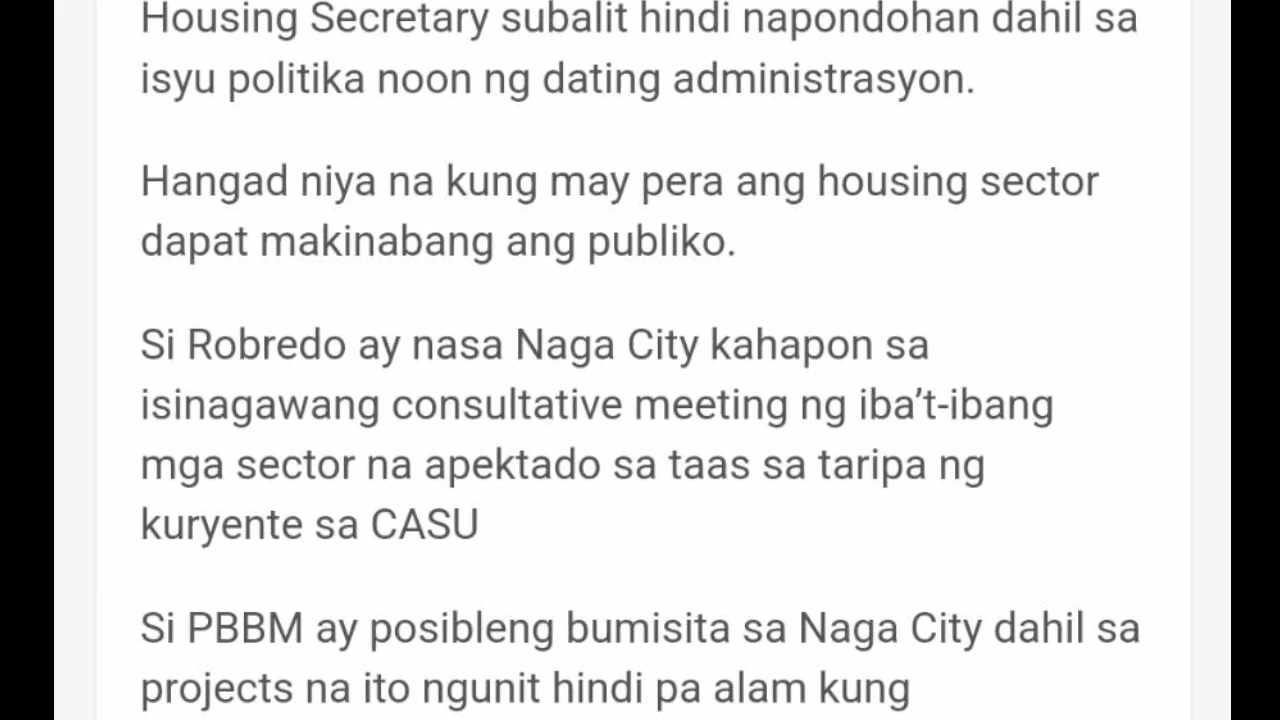 Housing Secretary subalit hindi napondohan dahil sa
isyu politika noon ng dating administrasyon.
Hangad niya na kung may pera ang housing sector
dapat makinabang ang publiko.
Si Robredo ay nasa Naga City kahapon sa
isinagawang consultative meeting ng iba’t-ibang
mga sector na apektado sa taas sa taripa ng
kuryente sa CASU
Si PBBM ay posibleng bumisita sa Naga City dahil sa
projects na ito ngunit hindi pa alam kung